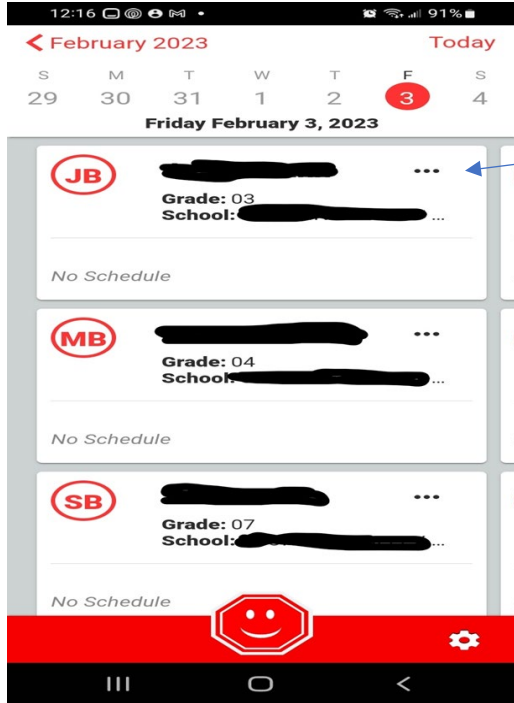 12:16 91%
February 2023 Today
S M T W T F S
29 30 31 1 2 3 4
Friday February 3, 2023
JB
Grade: 03
School: ...
No Schedule
MB
Grade: 04
School: ...
No Schedule
SB
Grade: 07
School: ...
No Schedule